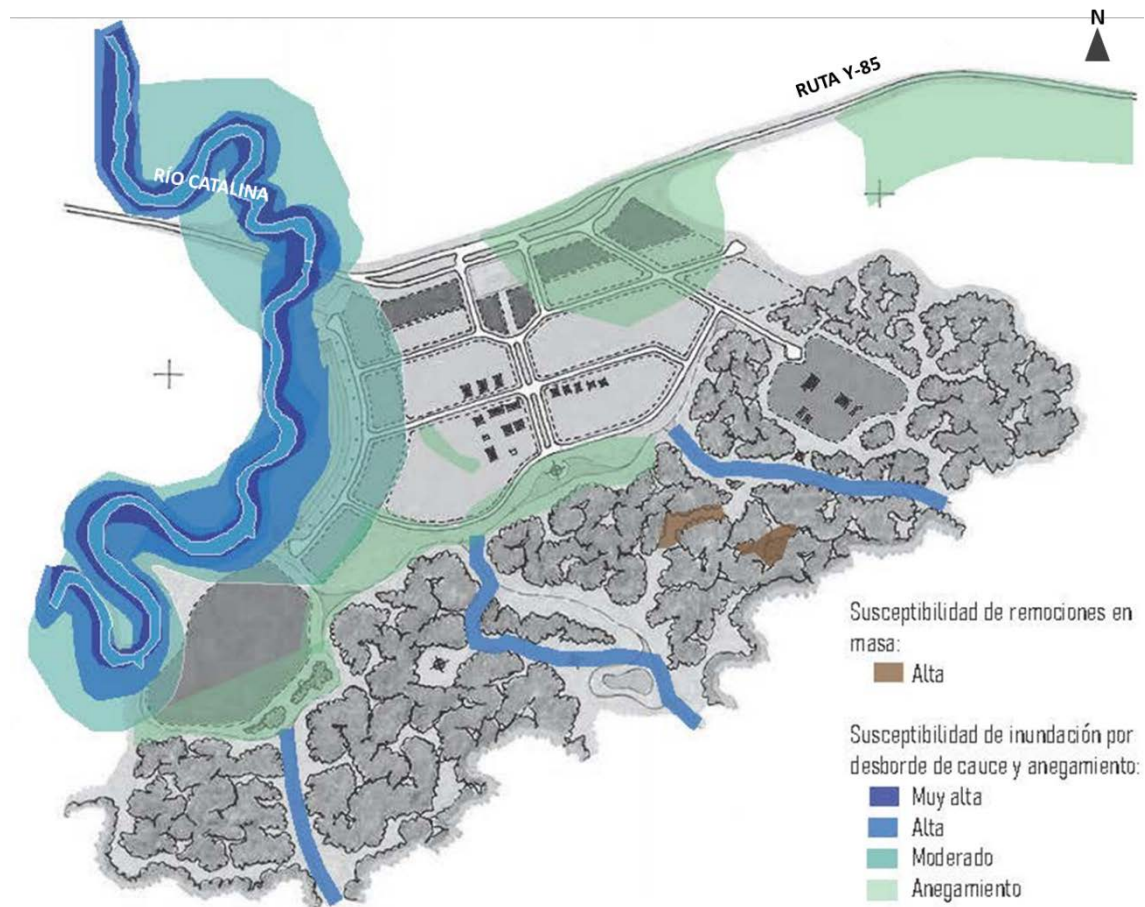 N
RUTA Y-85
RÍO CATALINA
Susceptibilidad de remociones en
masa:
Alta
Susceptibilidad de inundación por
desborde de cauce y anegamiento:
Muy alta
Alta
Moderado
Anegamiento